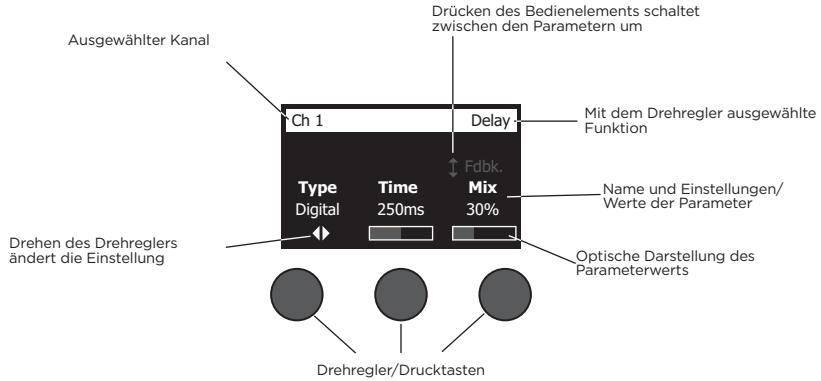 Drücken des Bedienelements schaltet
zwischen den Parametern um
Ausgewählter Kanal
Ch 1
Delay
Mit dem Drehregler ausgewählte
Funktion
Fdbk.
Type
Time
Mix
Digital
250ms
30%
Name und Einstellungen/
Werte der Parameter
Drehen des Drehreglers
ändert die Einstellung
Optische Darstellung des
Parameterwerts
Drehregler/Drucktasten